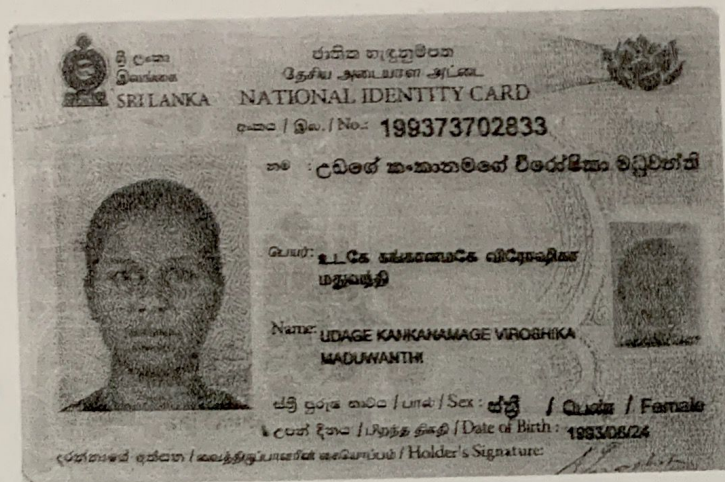 ශ්‍රී ලංකා
இலங்கை
SRI LANKA
ජාතික හැඳුනුම්පත
தேசிய அடையாள அட்டை
NATIONAL IDENTITY CARD
අංකය / இல. / No.: 199373702833
නම : උඩගේ කංකානමගේ විරෝෂිකා මධුවන්ති
பெயர்: உடகே கங்கானமகே விரோஷிகா
மதுவந்தி
Name: UDAGE KANKANAMAGE VIROSHIKA
MADUWANTHI
ස්ත්‍රී පුරුෂ භාවය / பால் / Sex : ස්ත්‍රී / பெண் / Female
උපන් දිනය / பிறந்த திகதி / Date of Birth : 1993/08/24
දරන්නාගේ අත්සන / வைத்திருப்பாளரின் கையொப்பம் / Holder's Signature: